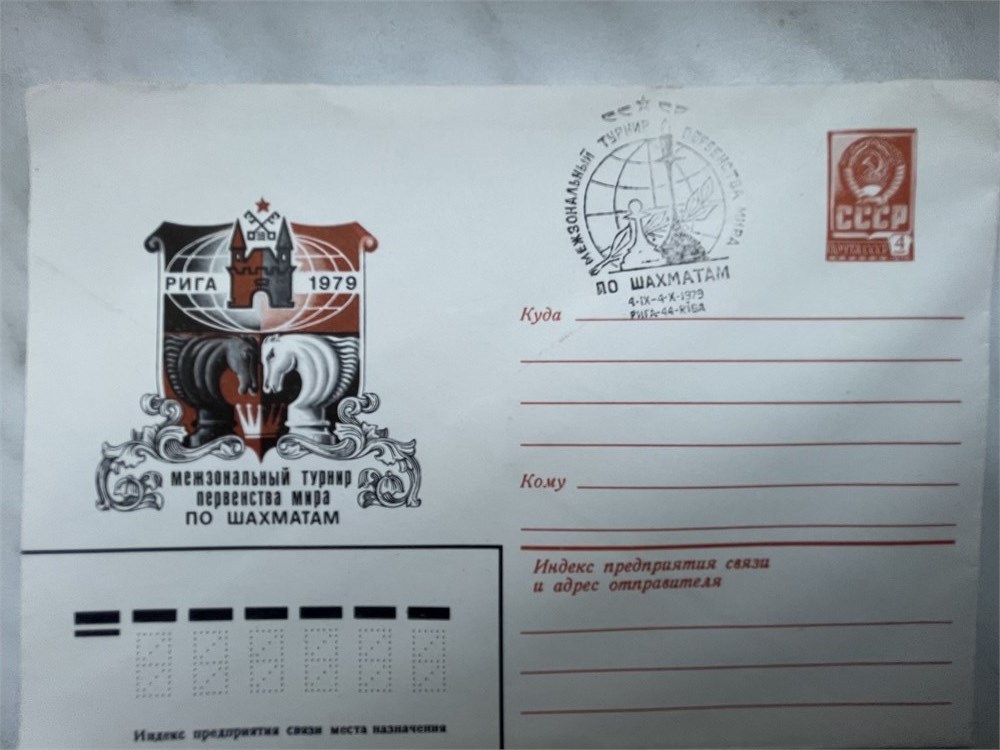 РИГА 1979
межзональный турнир
первенства мира
ПО ШАХМАТАМ
МЕЖЗОНАЛЬНЫЙ ТУРНИР ПЕРВЕНСТВА МИРА
ПО ШАХМАТАМ
4·IX–4·X·1979
РИГА-44-RĪGA
СССР
4
Куда
Кому
Индекс предприятия связи
и адрес отправителя
Индекс предприятия связи места назначения